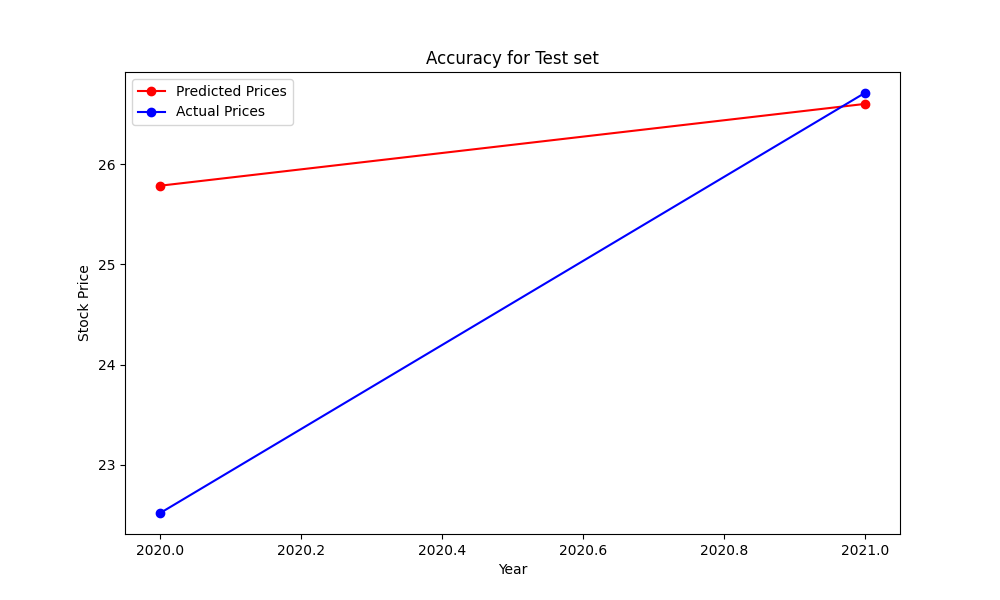 Accuracy for Test set
Predicted Prices
Actual Prices
26
25
24
23
Stock Price
2020.0 2020.2 2020.4 2020.6 2020.8 2021.0
Year